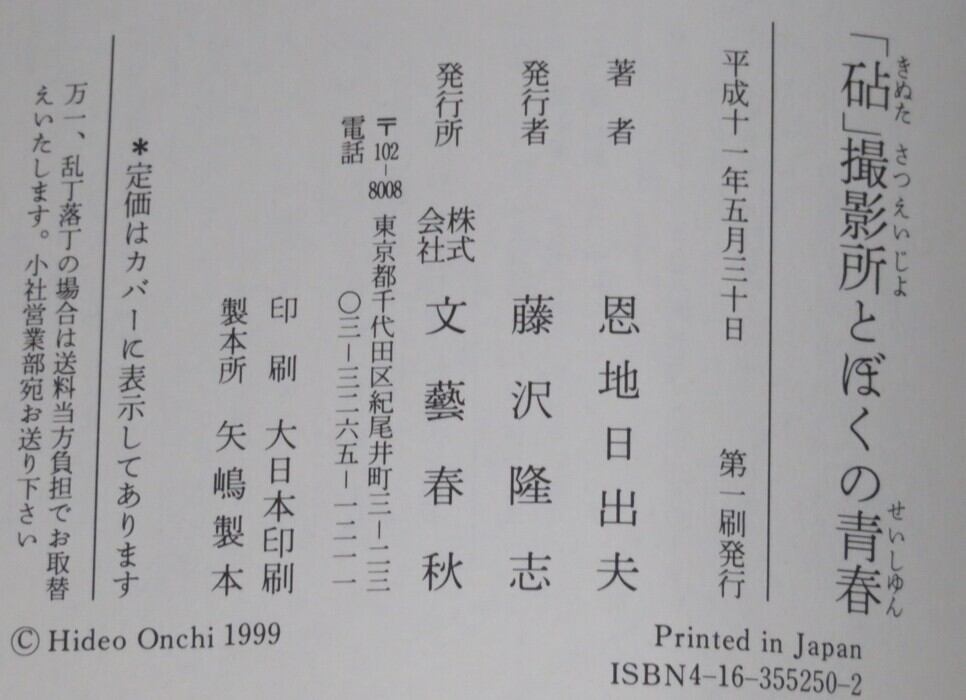 「砧」撮影所とぼくの青春
きぬた さつえいじよ せいしゆん
平成十一年五月三十日 第一刷発行
著者 恩地日出夫
発行者 藤沢隆志
発行所 株式会社 文藝春秋
〒102-8008 東京都千代田区紀尾井町三-二三
電話 〇三-三二六五-一二一一
印刷 大日本印刷
製本所 矢嶋製本
*定価はカバーに表示してあります
万一、乱丁落丁の場合は送料当方負担でお取替
えいたします。小社営業部宛お送り下さい
© Hideo Onchi 1999
Printed in Japan
ISBN4-16-355250-2